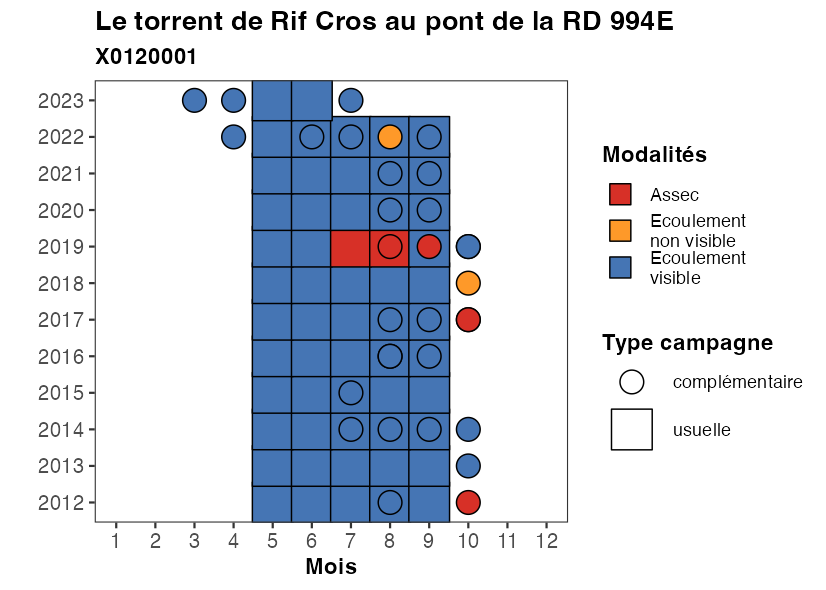 Le torrent de Rif Cros au pont de la RD 994E
X0120001
2023
2022
2021
2020
2019
2018
2017
2016
2015
2014
2013
2012
1 2 3 4 5 6 7 8 9 10 11 12
Mois
Modalités
Assec
Ecoulement
non visible
Ecoulement
visible
Type campagne
complémentaire
usuelle